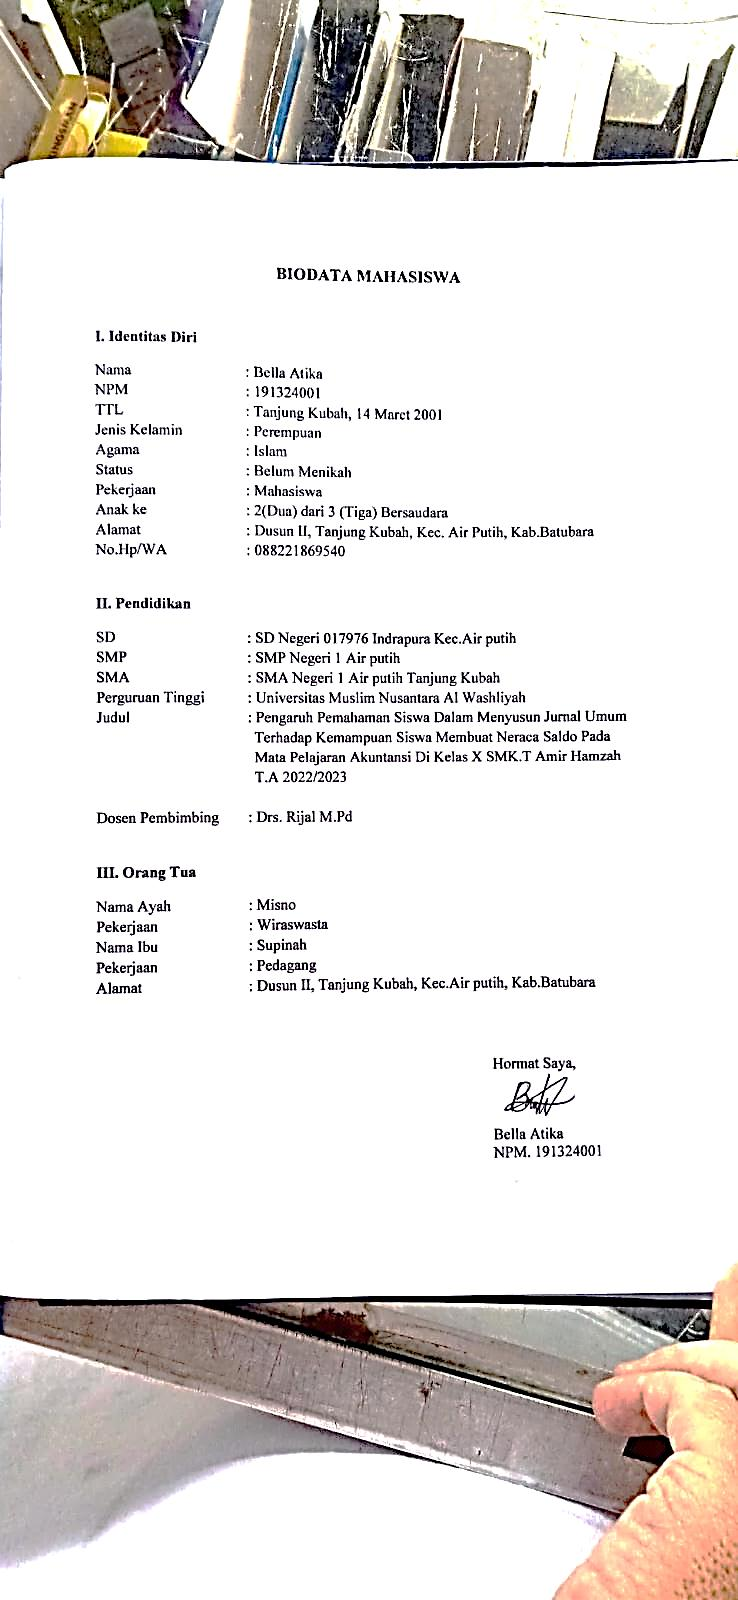 BIODATA MAHASISWA
I. Identitas Diri
Nama : Bella Atika
NPM : 191324001
TTL : Tanjung Kubah, 14 Maret 2001
Jenis Kelamin : Perempuan
Agama : Islam
Status : Belum Menikah
Pekerjaan : Mahasiswa
Anak ke : 2(Dua) dari 3 (Tiga) Bersaudara
Alamat : Dusun II, Tanjung Kubah, Kec. Air Putih, Kab.Batubara
No.Hp/WA : 088221869540
II. Pendidikan
SD : SD Negeri 017976 Indrapura Kec.Air putih
SMP : SMP Negeri 1 Air putih
SMA : SMA Negeri 1 Air putih Tanjung Kubah
Perguruan Tinggi : Universitas Muslim Nusantara Al Washliyah
Judul : Pengaruh Pemahaman Siswa Dalam Menyusun Jurnal Umum
Terhadap Kemampuan Siswa Membuat Neraca Saldo Pada
Mata Pelajaran Akuntansi Di Kelas X SMK.T Amir Hamzah
T.A 2022/2023
Dosen Pembimbing : Drs. Rijal M.Pd
III. Orang Tua
Nama Ayah : Misno
Pekerjaan : Wiraswasta
Nama Ibu : Supinah
Pekerjaan : Pedagang
Alamat : Dusun II, Tanjung Kubah, Kec.Air putih, Kab.Batubara
Hormat Saya,
Bella Atika
NPM. 191324001